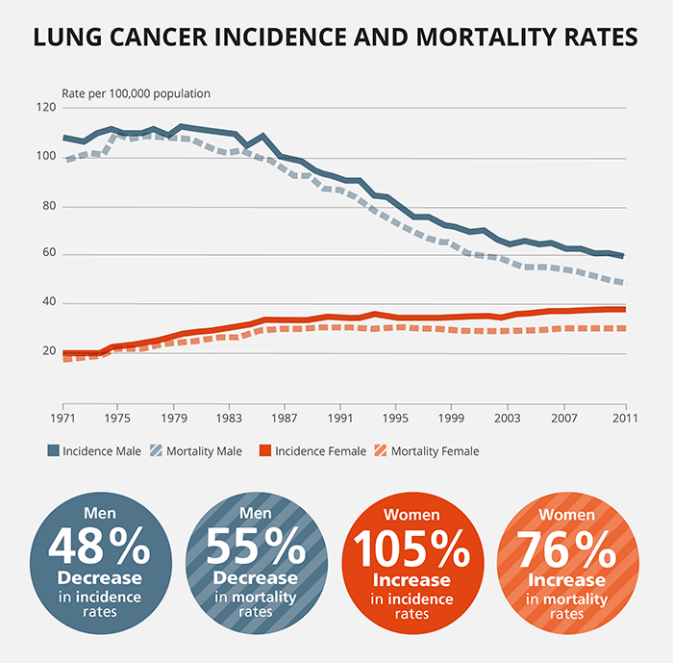 LUNG CANCER INCIDENCE AND MORTALITY RATES
Rate per 100,000 population
120
100
80
60
40
20
1971 1975 1979 1983 1987 1991 1995 1999 2003 2007 2011
Incidence Male Mortality Male Incidence Female Mortality Female
Men
48%
Decrease
in incidence
rates
Men
55%
Decrease
in mortality
rates
Women
105%
Increase
in incidence
rates
Women
76%
Increase
in mortality
rates